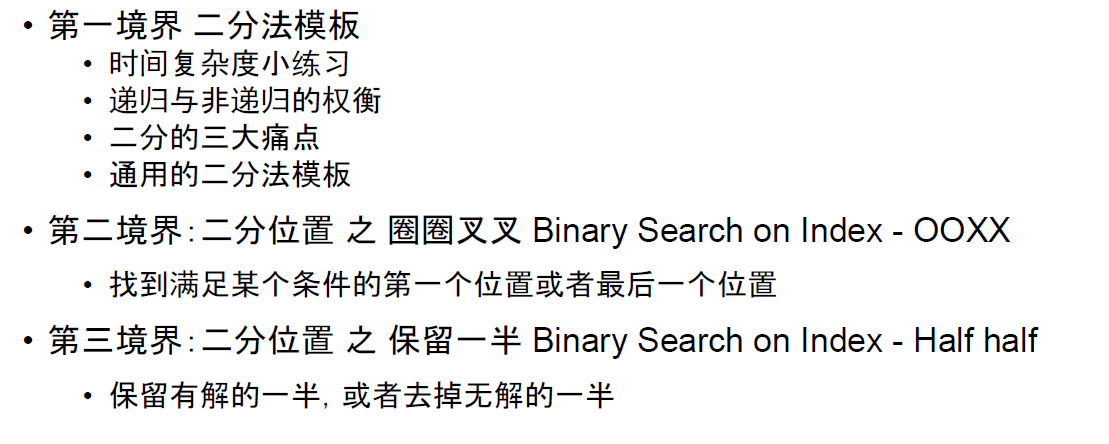 • 第一境界 二分法模板
• 时间复杂度小练习
• 递归与非递归的权衡
• 二分的三大痛点
• 通用的二分法模板
• 第二境界：二分位置 之 圈圈叉叉 Binary Search on Index - OOXX
• 找到满足某个条件的第一个位置或者最后一个位置
• 第三境界：二分位置 之 保留一半 Binary Search on Index - Half half
• 保留有解的一半，或者去掉无解的一半